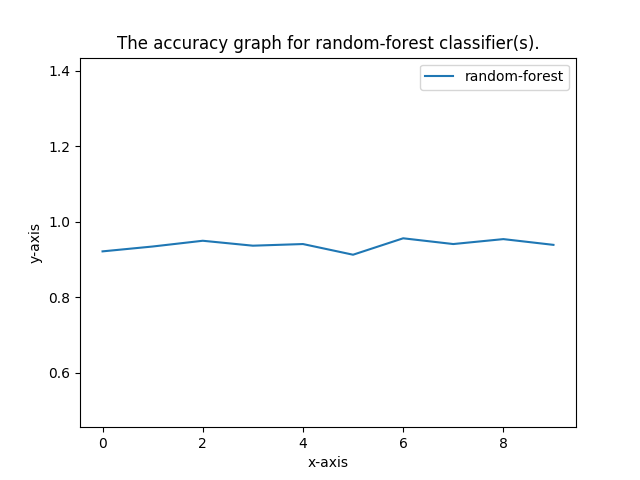 The accuracy graph for random-forest classifier(s).
random-forest
1.4
1.2
1.0
0.8
0.6
y-axis
0 2 4 6 8
x-axis